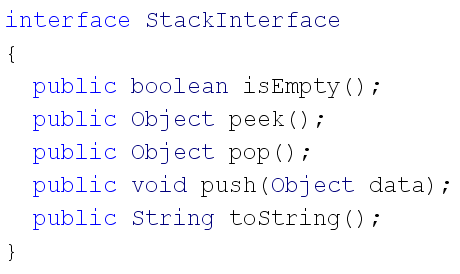 interface StackInterface
{
  public boolean isEmpty();
  public Object peek();
  public Object pop();
  public void push(Object data);
  public String toString();
}